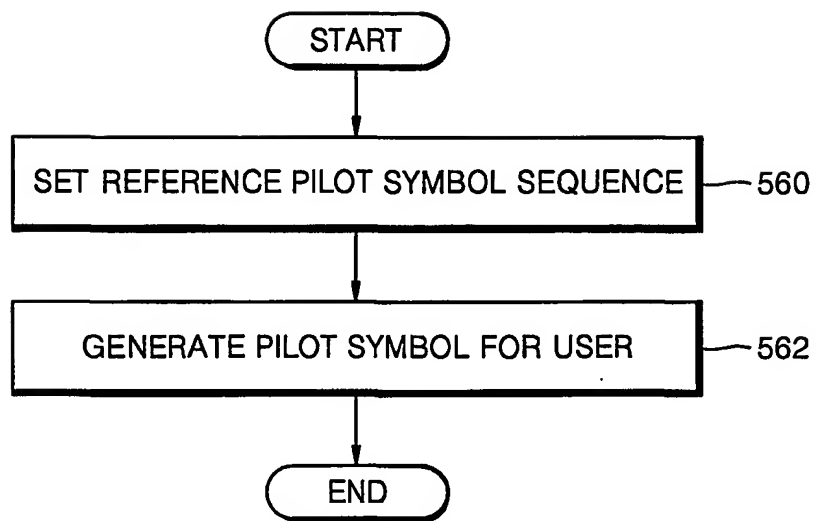 START
SET REFERENCE PILOT SYMBOL SEQUENCE 560
GENERATE PILOT SYMBOL FOR USER 562
END